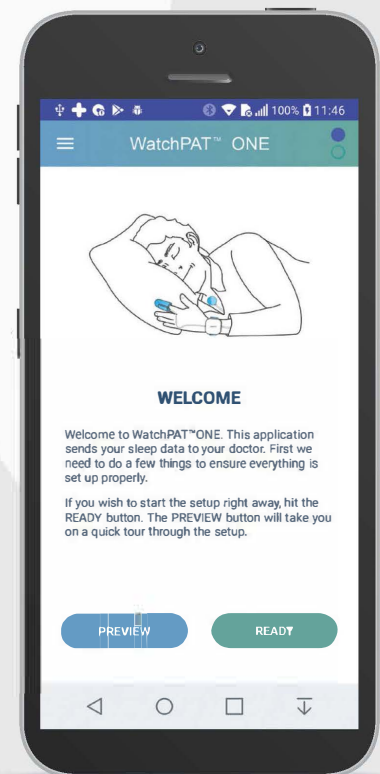 100% 11:46
WatchPAT™ ONE
WELCOME
Welcome to WatchPAT™ONE. This application
sends your sleep data to your doctor. First we
need to do a few things to ensure everything is
set up properly.
If you wish to start the setup right away, hit the
READY button. The PREVIEW button will take you
on a quick tour through the setup.
PREVIEW
READY